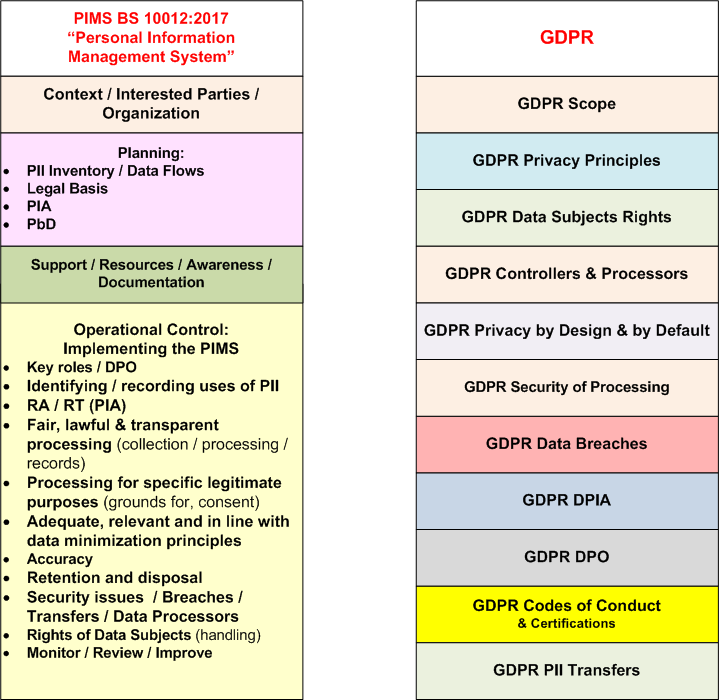 PIMS BS 10012:2017
“Personal Information
Management System”
Context / Interested Parties /
Organization
Planning:
• PII Inventory / Data Flows
• Legal Basis
• PIA
• PbD
Support / Resources / Awareness /
Documentation
Operational Control:
Implementing the PIMS
• Key roles / DPO
• Identifying / recording uses of PII
• RA / RT (PIA)
• Fair, lawful & transparent
processing (collection / processing /
records)
• Processing for specific legitimate
purposes (grounds for, consent)
• Adequate, relevant and in line with
data minimization principles
• Accuracy
• Retention and disposal
• Security issues / Breaches /
Transfers / Data Processors
• Rights of Data Subjects (handling)
• Monitor / Review / Improve
GDPR
GDPR Scope
GDPR Privacy Principles
GDPR Data Subjects Rights
GDPR Controllers & Processors
GDPR Privacy by Design & by Default
GDPR Security of Processing
GDPR Data Breaches
GDPR DPIA
GDPR DPO
GDPR Codes of Conduct
& Certifications
GDPR PII Transfers